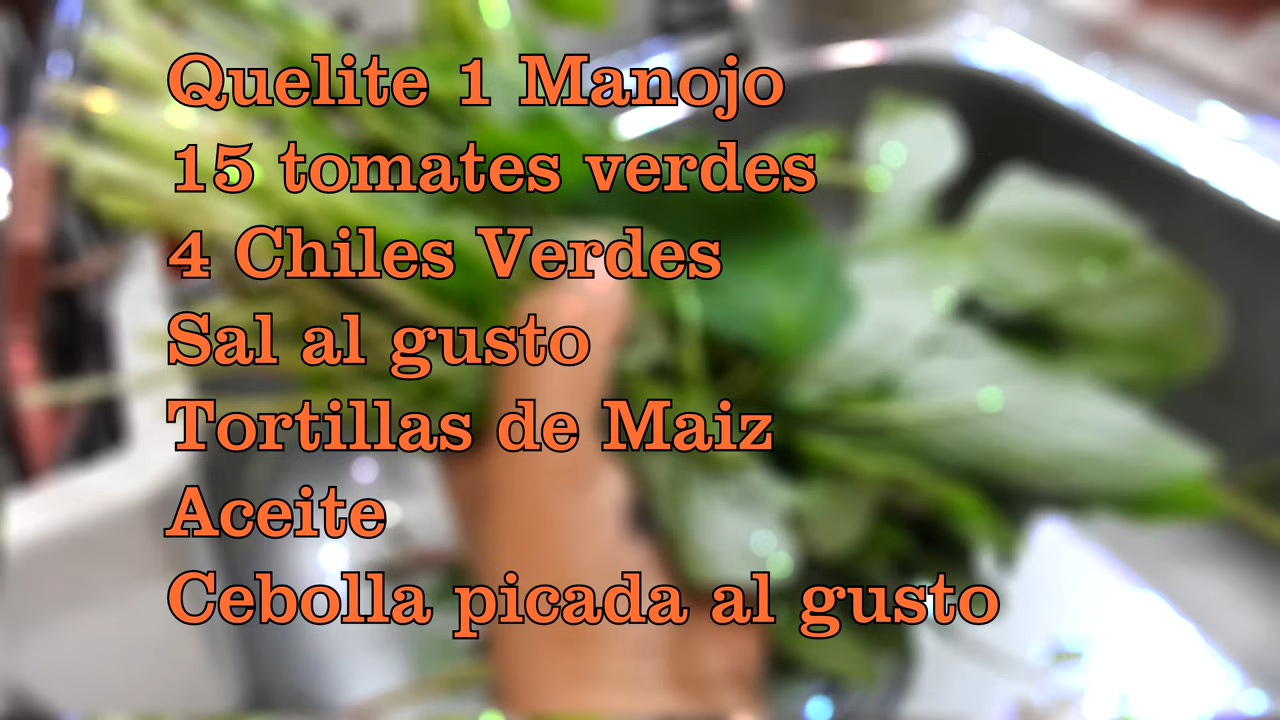 Quelite 1 Manojo
15 tomates verdes
4 Chiles Verdes
Sal al gusto
Tortillas de Maiz
Aceite
Cebolla picada al gusto